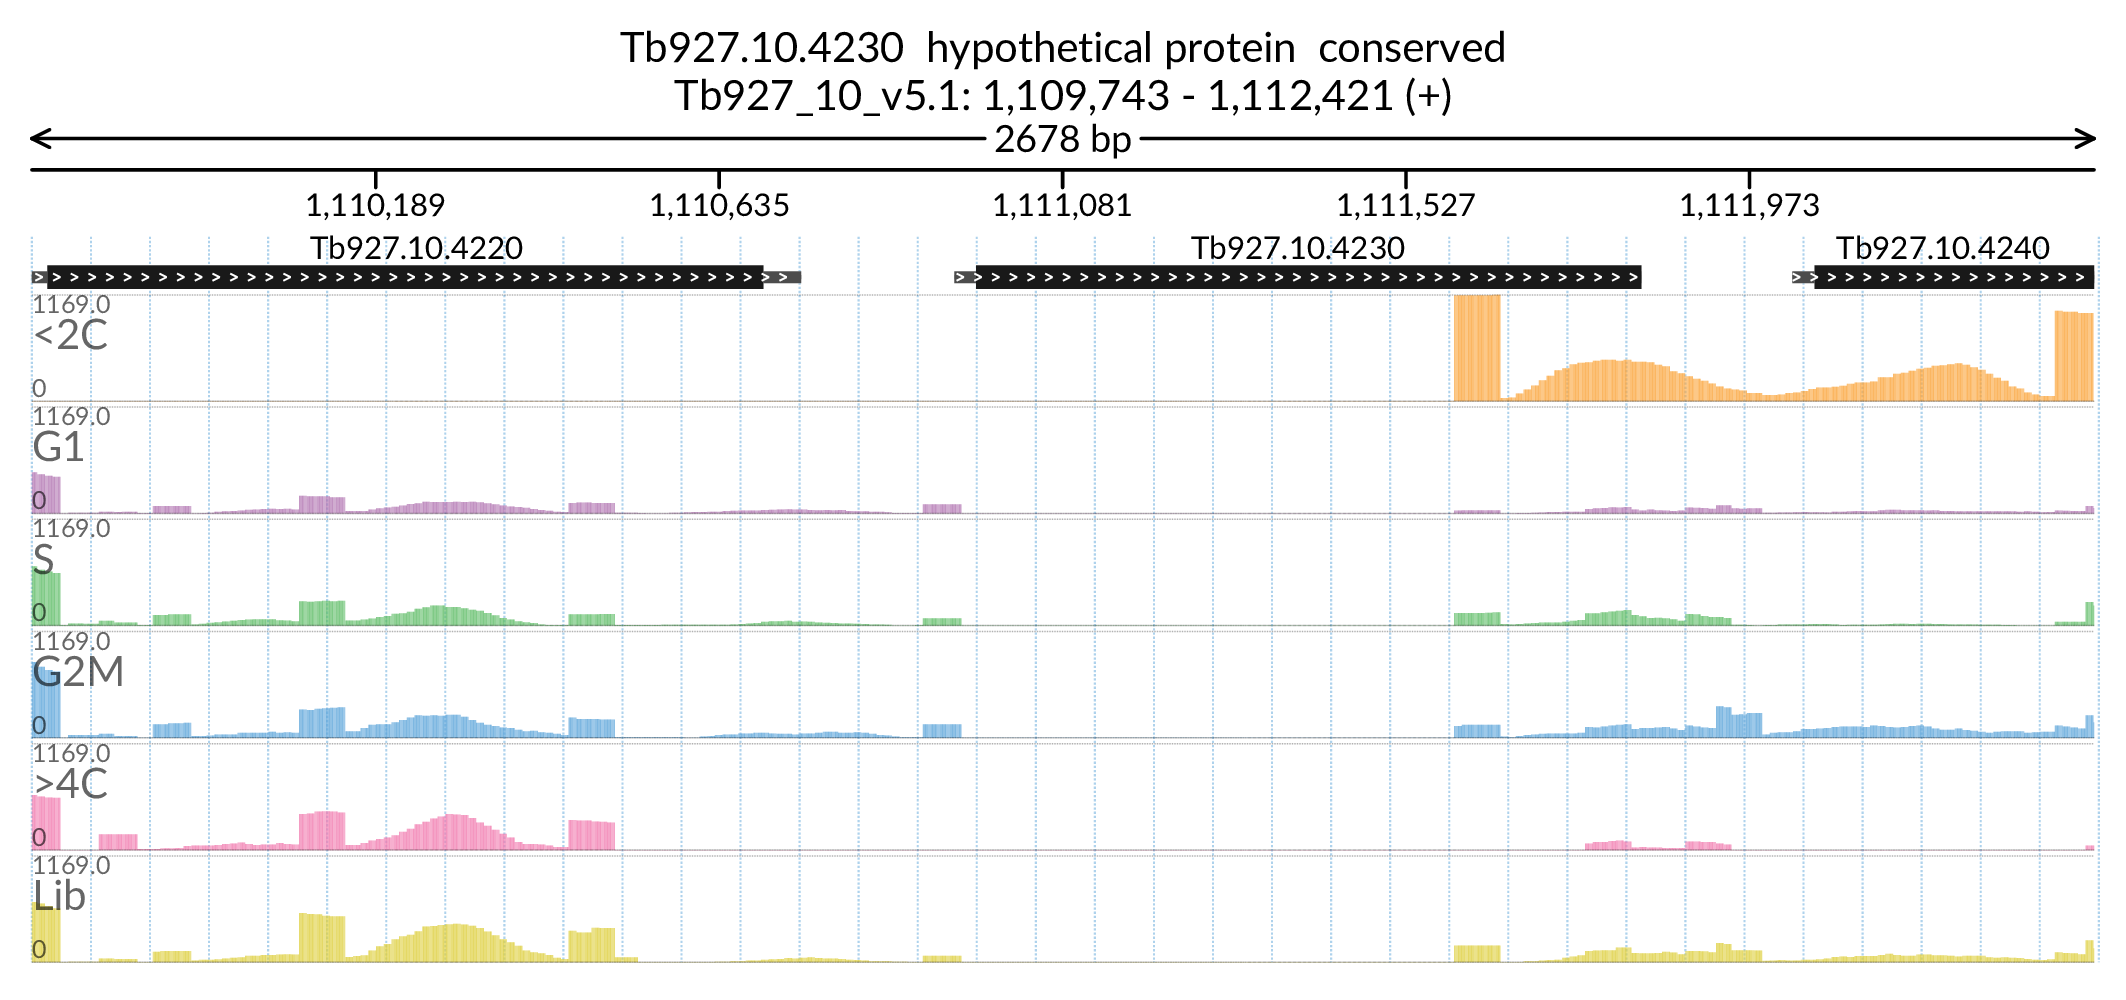 Tb927.10.4230  hypothetical protein  conserved
Tb927_10_v5.1: 1,109,743 - 1,112,421 (+)
2678 bp
1,110,189 1,110,635 1,111,081 1,111,527 1,111,973
Tb927.10.4220 Tb927.10.4230 Tb927.10.4240
1169.0
<2C
0
1169.0
G1
0
1169.0
S
0
1169.0
G2M
0
1169.0
>4C
0
1169.0
Lib
0